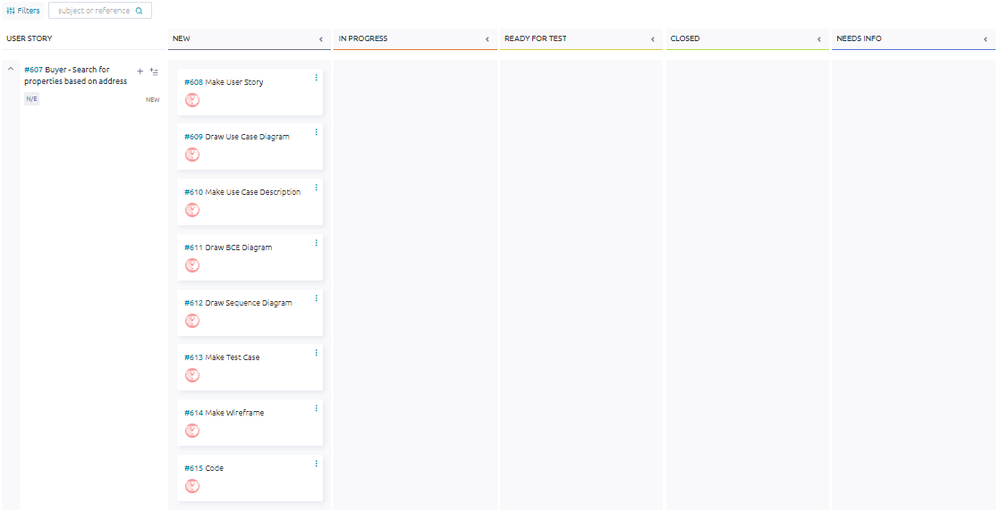 Filters
subject or reference
USER STORY
NEW
IN PROGRESS
READY FOR TEST
CLOSED
NEEDS INFO
#607 Buyer - Search for
properties based on address
N/E
NEW
#608 Make User Story
#609 Draw Use Case Diagram
#610 Make Use Case Description
#611 Draw BCE Diagram
#612 Draw Sequence Diagram
#613 Make Test Case
#614 Make Wireframe
#615 Code